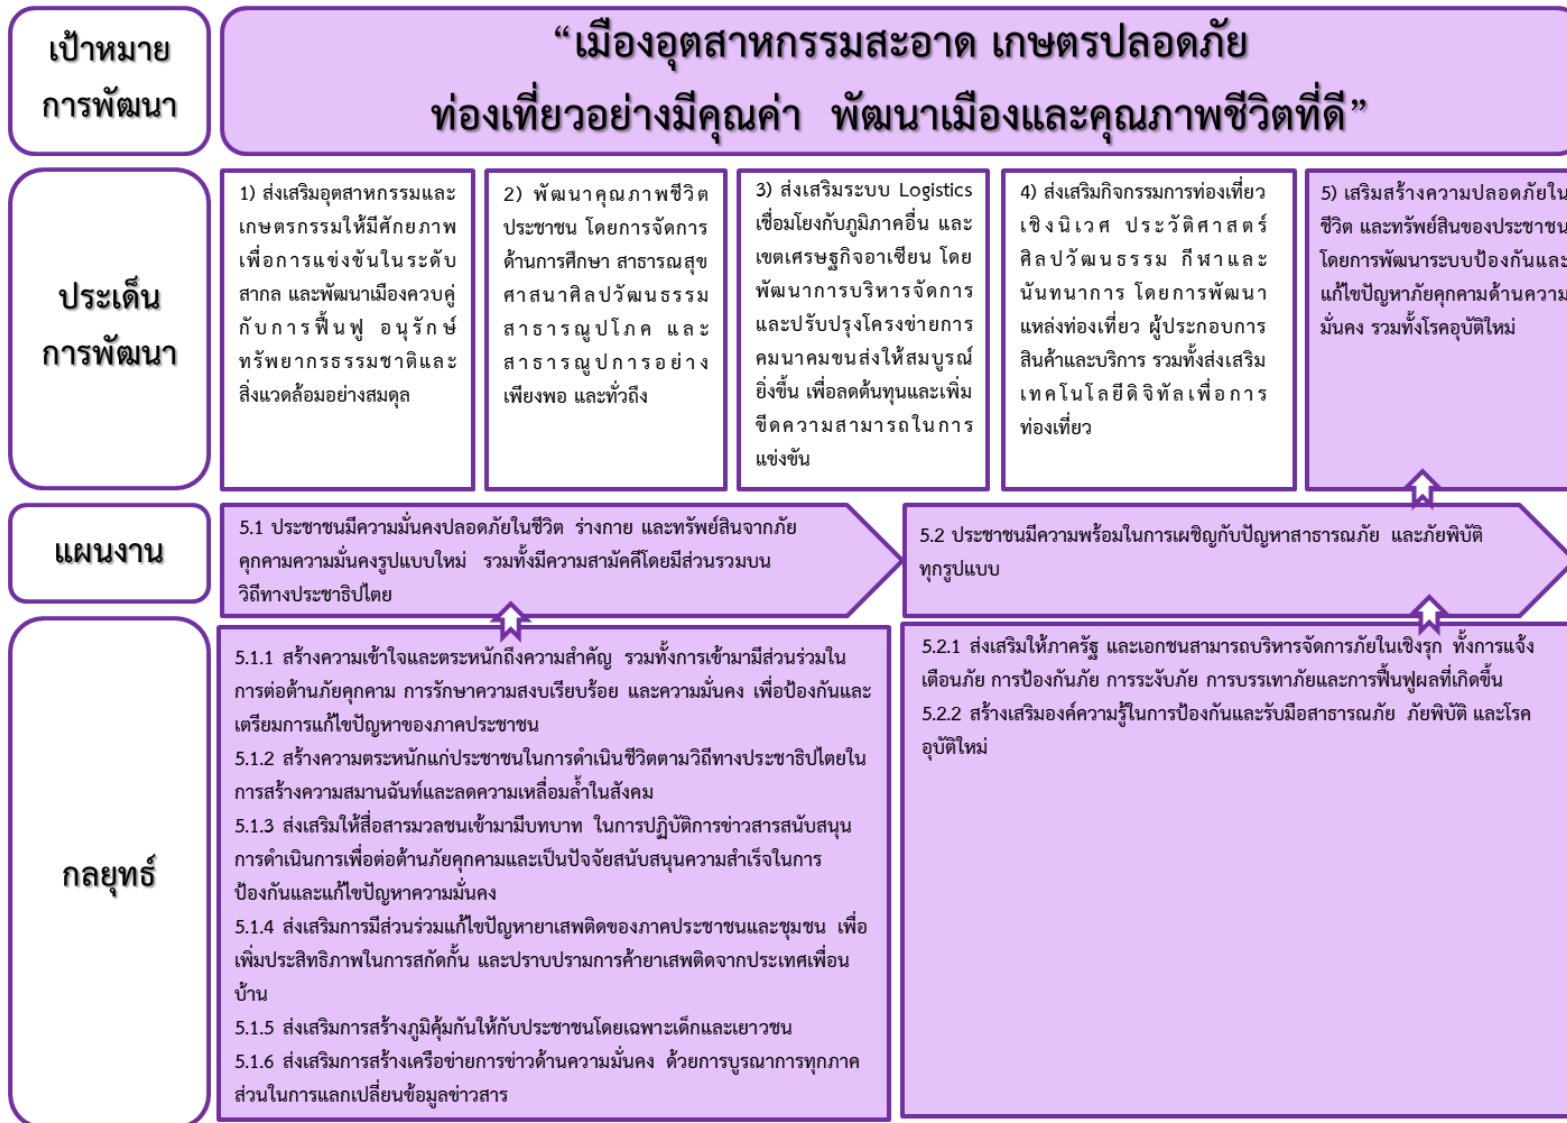 เป้าหมาย
การพัฒนา
“เมืองอุตสาหกรรมสะอาด เกษตรปลอดภัย
ท่องเที่ยวอย่างมีคุณค่า พัฒนาเมืองและคุณภาพชีวิตที่ดี”
ประเด็น
การพัฒนา
1) ส่งเสริมอุตสาหกรรมและ
เกษตรกรรมให้มีศักยภาพ
เพื่อการแข่งขันในระดับ
สากล และพัฒนาเมืองควบคู่
กับการฟื้นฟู อนุรักษ์
ทรัพยากรธรรมชาติและ
สิ่งแวดล้อมอย่างสมดุล
2) พัฒนาคุณภาพชีวิต
ประชาชน โดยการจัดการ
ด้านการศึกษา สาธารณสุข
ศาสนาศิลปวัฒนธรรม
สาธารณูปโภค และ
สาธารณูปการอย่าง
เพียงพอ และทั่วถึง
3) ส่งเสริมระบบ Logistics
เชื่อมโยงกับภูมิภาคอื่น และ
เขตเศรษฐกิจอาเซียน โดย
พัฒนาการบริหารจัดการ
และปรับปรุงโครงข่ายการ
คมนาคมขนส่งให้สมบูรณ์
ยิ่งขึ้น เพื่อลดต้นทุนและเพิ่ม
ขีดความสามารถในการ
แข่งขัน
4) ส่งเสริมกิจกรรมการท่องเที่ยว
เชิงนิเวศ ประวัติศาสตร์
ศิลปวัฒนธรรม กีฬาและ
นันทนาการ โดยการพัฒนา
แหล่งท่องเที่ยว ผู้ประกอบการ
สินค้าและบริการ รวมทั้งส่งเสริม
เทคโนโลยีดิจิทัลเพื่อการ
ท่องเที่ยว
5) เสริมสร้างความปลอดภัยใน
ชีวิต และทรัพย์สินของประชาชน
โดยการพัฒนาระบบป้องกันและ
แก้ไขปัญหาภัยคุกคามด้านความ
มั่นคง รวมทั้งโรคอุบัติใหม่
แผนงาน
5.1 ประชาชนมีความมั่นคงปลอดภัยในชีวิต ร่างกาย และทรัพย์สินจากภัย
คุกคามความมั่นคงรูปแบบใหม่ รวมทั้งมีความสามัคคีโดยมีส่วนรวมบน
วิถีทางประชาธิปไตย
5.2 ประชาชนมีความพร้อมในการเผชิญกับปัญหาสาธารณภัย และภัยพิบัติ
ทุกรูปแบบ
กลยุทธ์
5.1.1 สร้างความเข้าใจและตระหนักถึงความสำคัญ รวมทั้งการเข้ามามีส่วนร่วมใน
การต่อต้านภัยคุกคาม การรักษาความสงบเรียบร้อย และความมั่นคง เพื่อป้องกันและ
เตรียมการแก้ไขปัญหาของภาคประชาชน
5.1.2 สร้างความตระหนักแก่ประชาชนในการดำเนินชีวิตตามวิถีทางประชาธิปไตยใน
การสร้างความสมานฉันท์และลดความเหลื่อมล้ำในสังคม
5.1.3 ส่งเสริมให้สื่อสารมวลชนเข้ามามีบทบาท ในการปฏิบัติการข่าวสารสนับสนุน
การดำเนินการเพื่อต่อต้านภัยคุกคามและเป็นปัจจัยสนับสนุนความสำเร็จในการ
ป้องกันและแก้ไขปัญหาความมั่นคง
5.1.4 ส่งเสริมการมีส่วนร่วมแก้ไขปัญหายาเสพติดของภาคประชาชนและชุมชน เพื่อ
เพิ่มประสิทธิภาพในการสกัดกั้น และปราบปรามการค้ายาเสพติดจากประเทศเพื่อน
บ้าน
5.1.5 ส่งเสริมการสร้างภูมิคุ้มกันให้กับประชาชนโดยเฉพาะเด็กและเยาวชน
5.1.6 ส่งเสริมการสร้างเครือข่ายการข่าวด้านความมั่นคง ด้วยการบูรณาการทุกภาค
ส่วนในการแลกเปลี่ยนข้อมูลข่าวสาร
5.2.1 ส่งเสริมให้ภาครัฐ และเอกชนสามารถบริหารจัดการภัยในเชิงรุก ทั้งการแจ้ง
เตือนภัย การป้องกันภัย การระงับภัย การบรรเทาภัยและการฟื้นฟูผลที่เกิดขึ้น
5.2.2 สร้างเสริมองค์ความรู้ในการป้องกันและรับมือสาธารณภัย ภัยพิบัติ และโรค
อุบัติใหม่